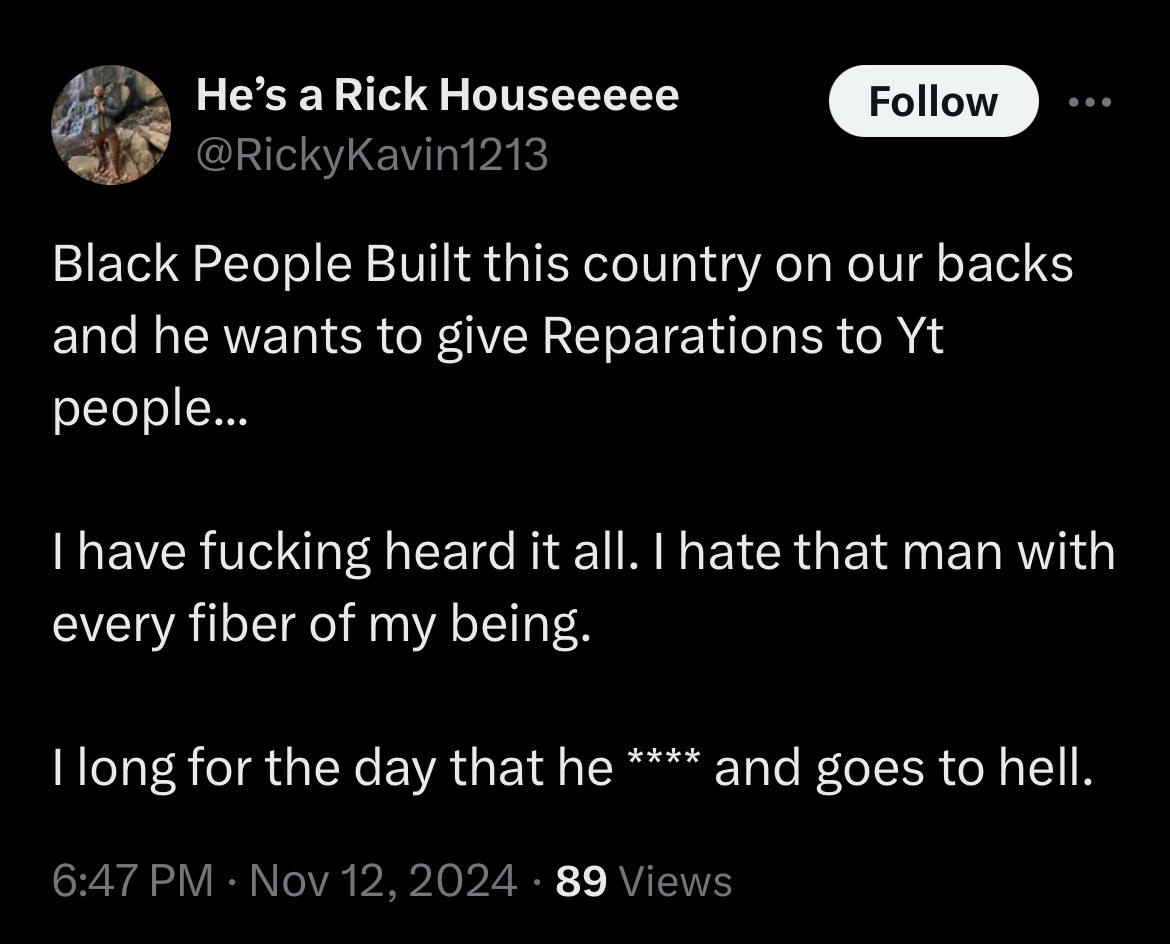 He’s a Rick Houseeeee
Follow
@RickyKavin1213
Black People Built this country on our backs
and he wants to give Reparations to Yt
people...
I have fucking heard it all. I hate that man with
every fiber of my being.
I long for the day that he **** and goes to hell.
6:47 PM · Nov 12, 2024 · 89 Views